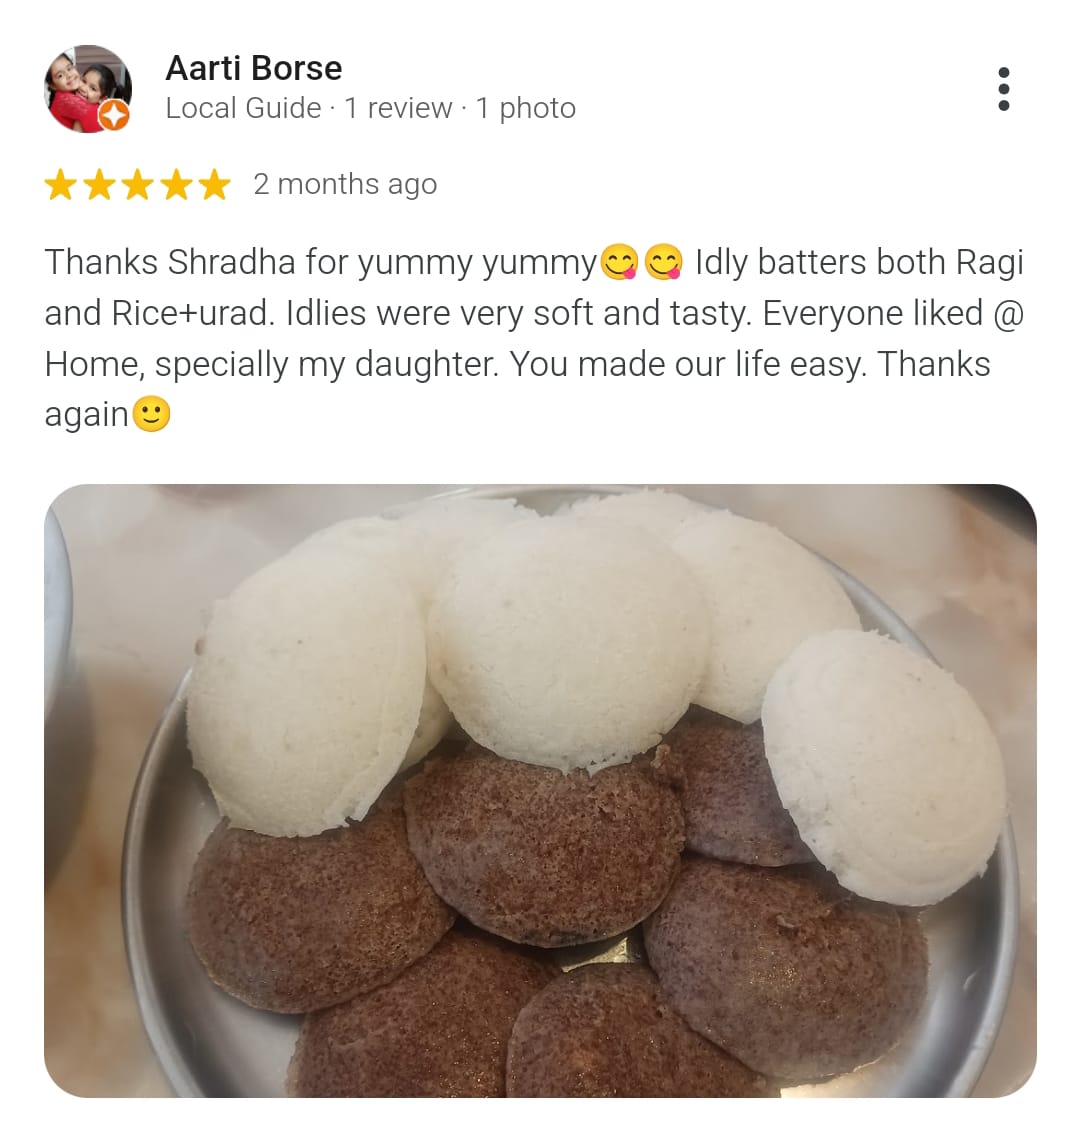 Aarti Borse
Local Guide · 1 review · 1 photo
2 months ago
Thanks Shradha for yummy yummy😋😋 Idly batters both Ragi
and Rice+urad. Idlies were very soft and tasty. Everyone liked @
Home, specially my daughter. You made our life easy. Thanks
again🙂